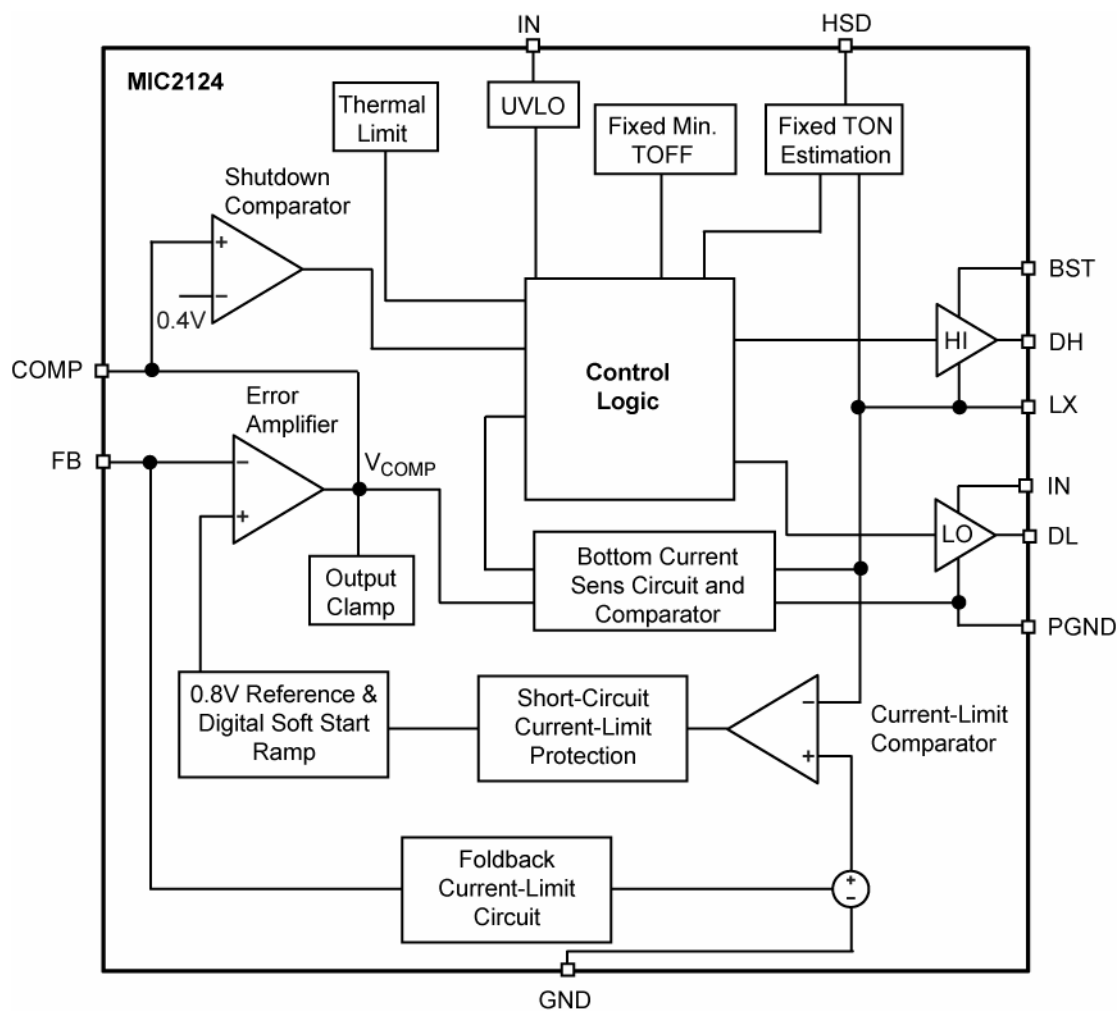 IN
HSD
MIC2124
Thermal
Limit
UVLO
Fixed Min.
TOFF
Fixed TON
Estimation
Shutdown
Comparator
+
−
0.4V
BST
HI
DH
COMP
Control
Logic
LX
Error
Amplifier
FB
−
VCOMP
+
IN
LO
DL
Output
Clamp
Bottom Current
Sens Circuit and
Comparator
PGND
0.8V Reference &
Digital Soft Start
Ramp
Short-Circuit
Current-Limit
Protection
−
+
Current-Limit
Comparator
Foldback
Current-Limit
Circuit
+
−
GND